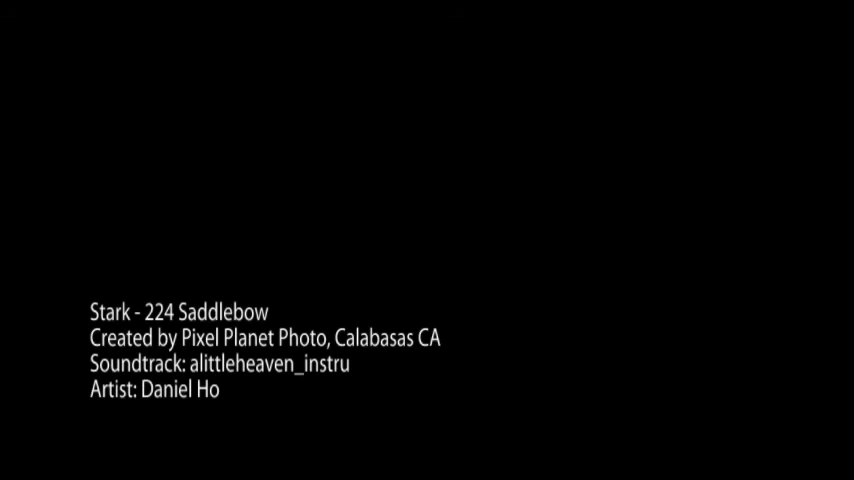 Stark - 224 Saddlebow
Created by Pixel Planet Photo, Calabasas CA
Soundtrack: alittleheaven_instru
Artist: Daniel Ho